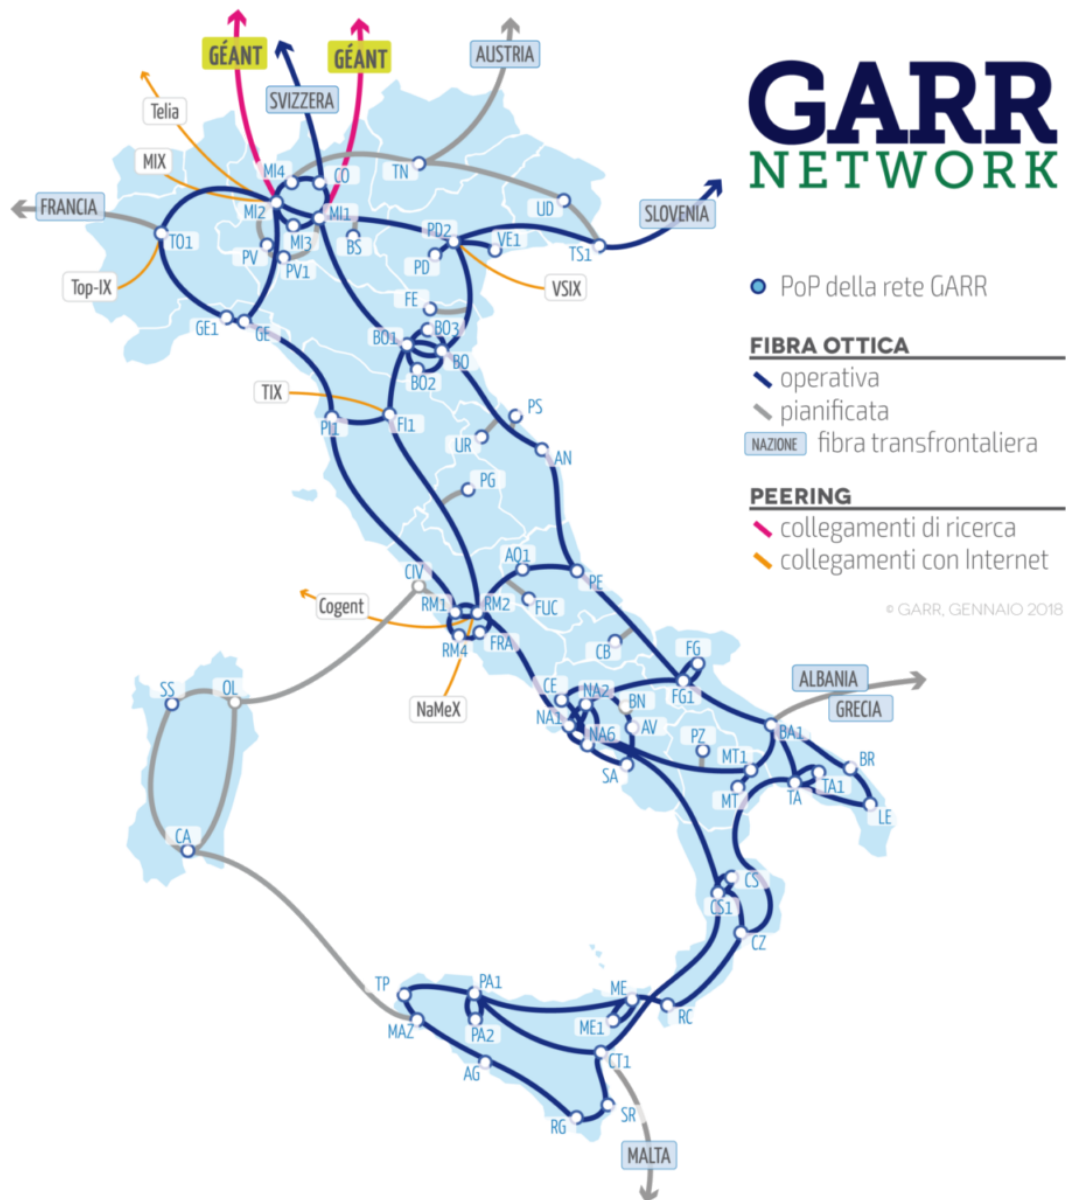 GÉANT
GÉANT
AUSTRIA
SVIZZERA
Telia
MIX
FRANCIA
Top-IX
MI4
CO
TN
MI2
MI1
MI3
BS
PV
PV1
TO1
UD
SLOVENIA
PD2
VE1
TS1
PD
VSIX
FE
GE1
GE
BO1
BO3
BO
BO2
TIX
PI1
FI1
PS
UR
AN
PG
CIV
AQ1
PE
RM1
RM2
FUC
Cogent
RM4
FRA
CB
FG
NaMeX
SS
OL
CE
NA2
BN
FG1
ALBANIA
GRECIA
NA1
NA6
AV
PZ
BA1
SA
MT1
BR
MT
TA
TA1
LE
CA
CS
CS1
CZ
TP
PA1
ME
MAZ
PA2
ME1
RC
AG
CT1
RG
SR
MALTA
GARR
NETWORK
PoP della rete GARR
FIBRA OTTICA
operativa
pianificata
NAZIONE fibra transfrontaliera
PEERING
collegamenti di ricerca
collegamenti con Internet
© GARR, GENNAIO 2018